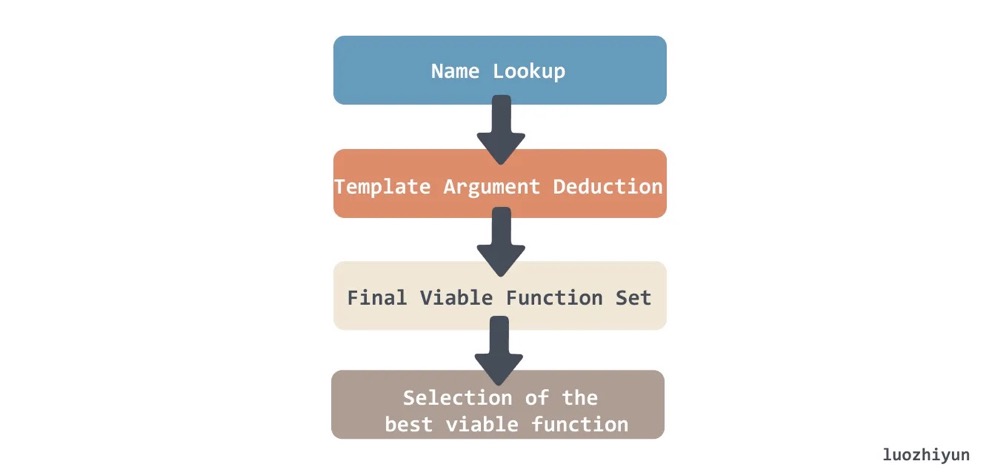 Name Lookup
Template Argument Deduction
Final Viable Function Set
Selection of the
best viable function
luozhiyun